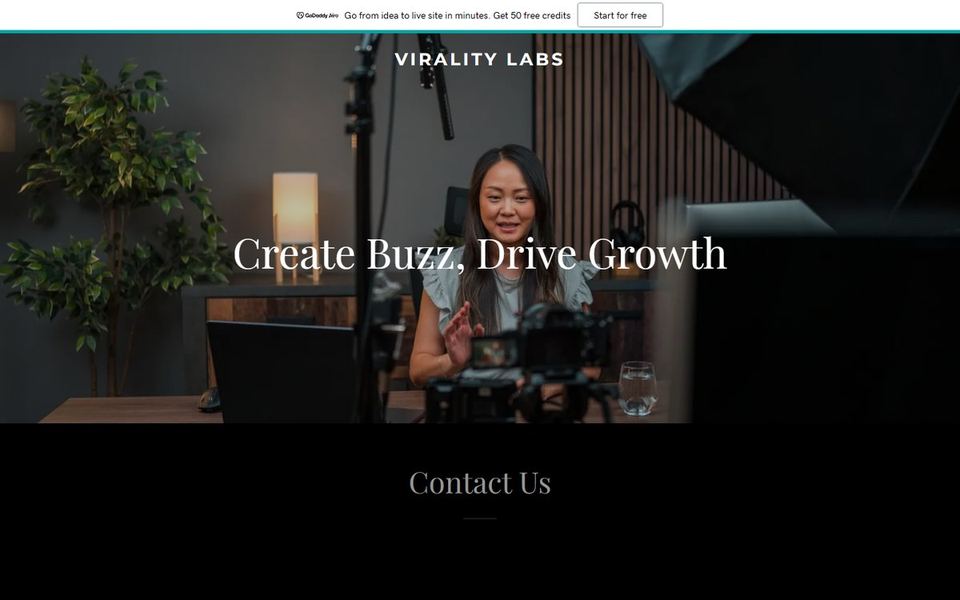 GoDaddy Airo Go from idea to live site in minutes. Get 50 free credits Start for free
VIRALITY LABS
Create Buzz, Drive Growth
Contact Us